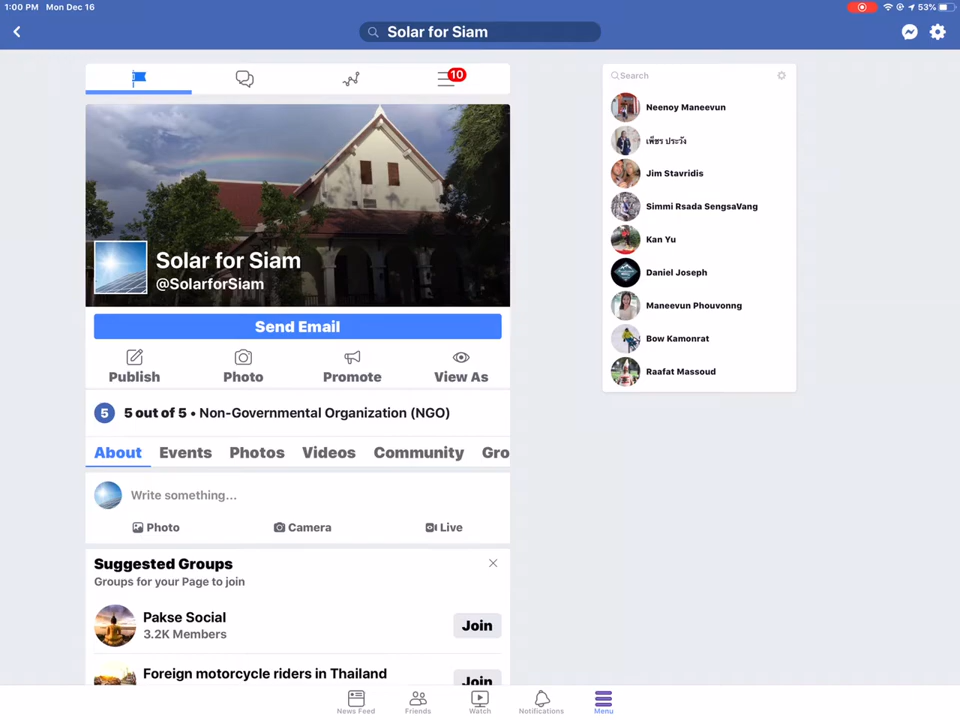 1:00 PM Mon Dec 16
53%
Solar for Siam
10
Solar for Siam
@SolarforSiam
Send Email
Publish Photo Promote View As
5 5 out of 5 • Non-Governmental Organization (NGO)
About Events Photos Videos Community Gro
Write something...
Photo Camera Live
Suggested Groups
Groups for your Page to join
Pakse Social
3.2K Members
Join
Foreign motorcycle riders in Thailand
Join
Search
Neenoy Maneevun
เพ็ชร ประวัง
Jim Stavridis
Simmi Rsada SengsaVang
Kan Yu
Daniel Joseph
Maneevun Phouvonng
Bow Kamonrat
Raafat Massoud
News Feed Friends Watch Notifications Menu